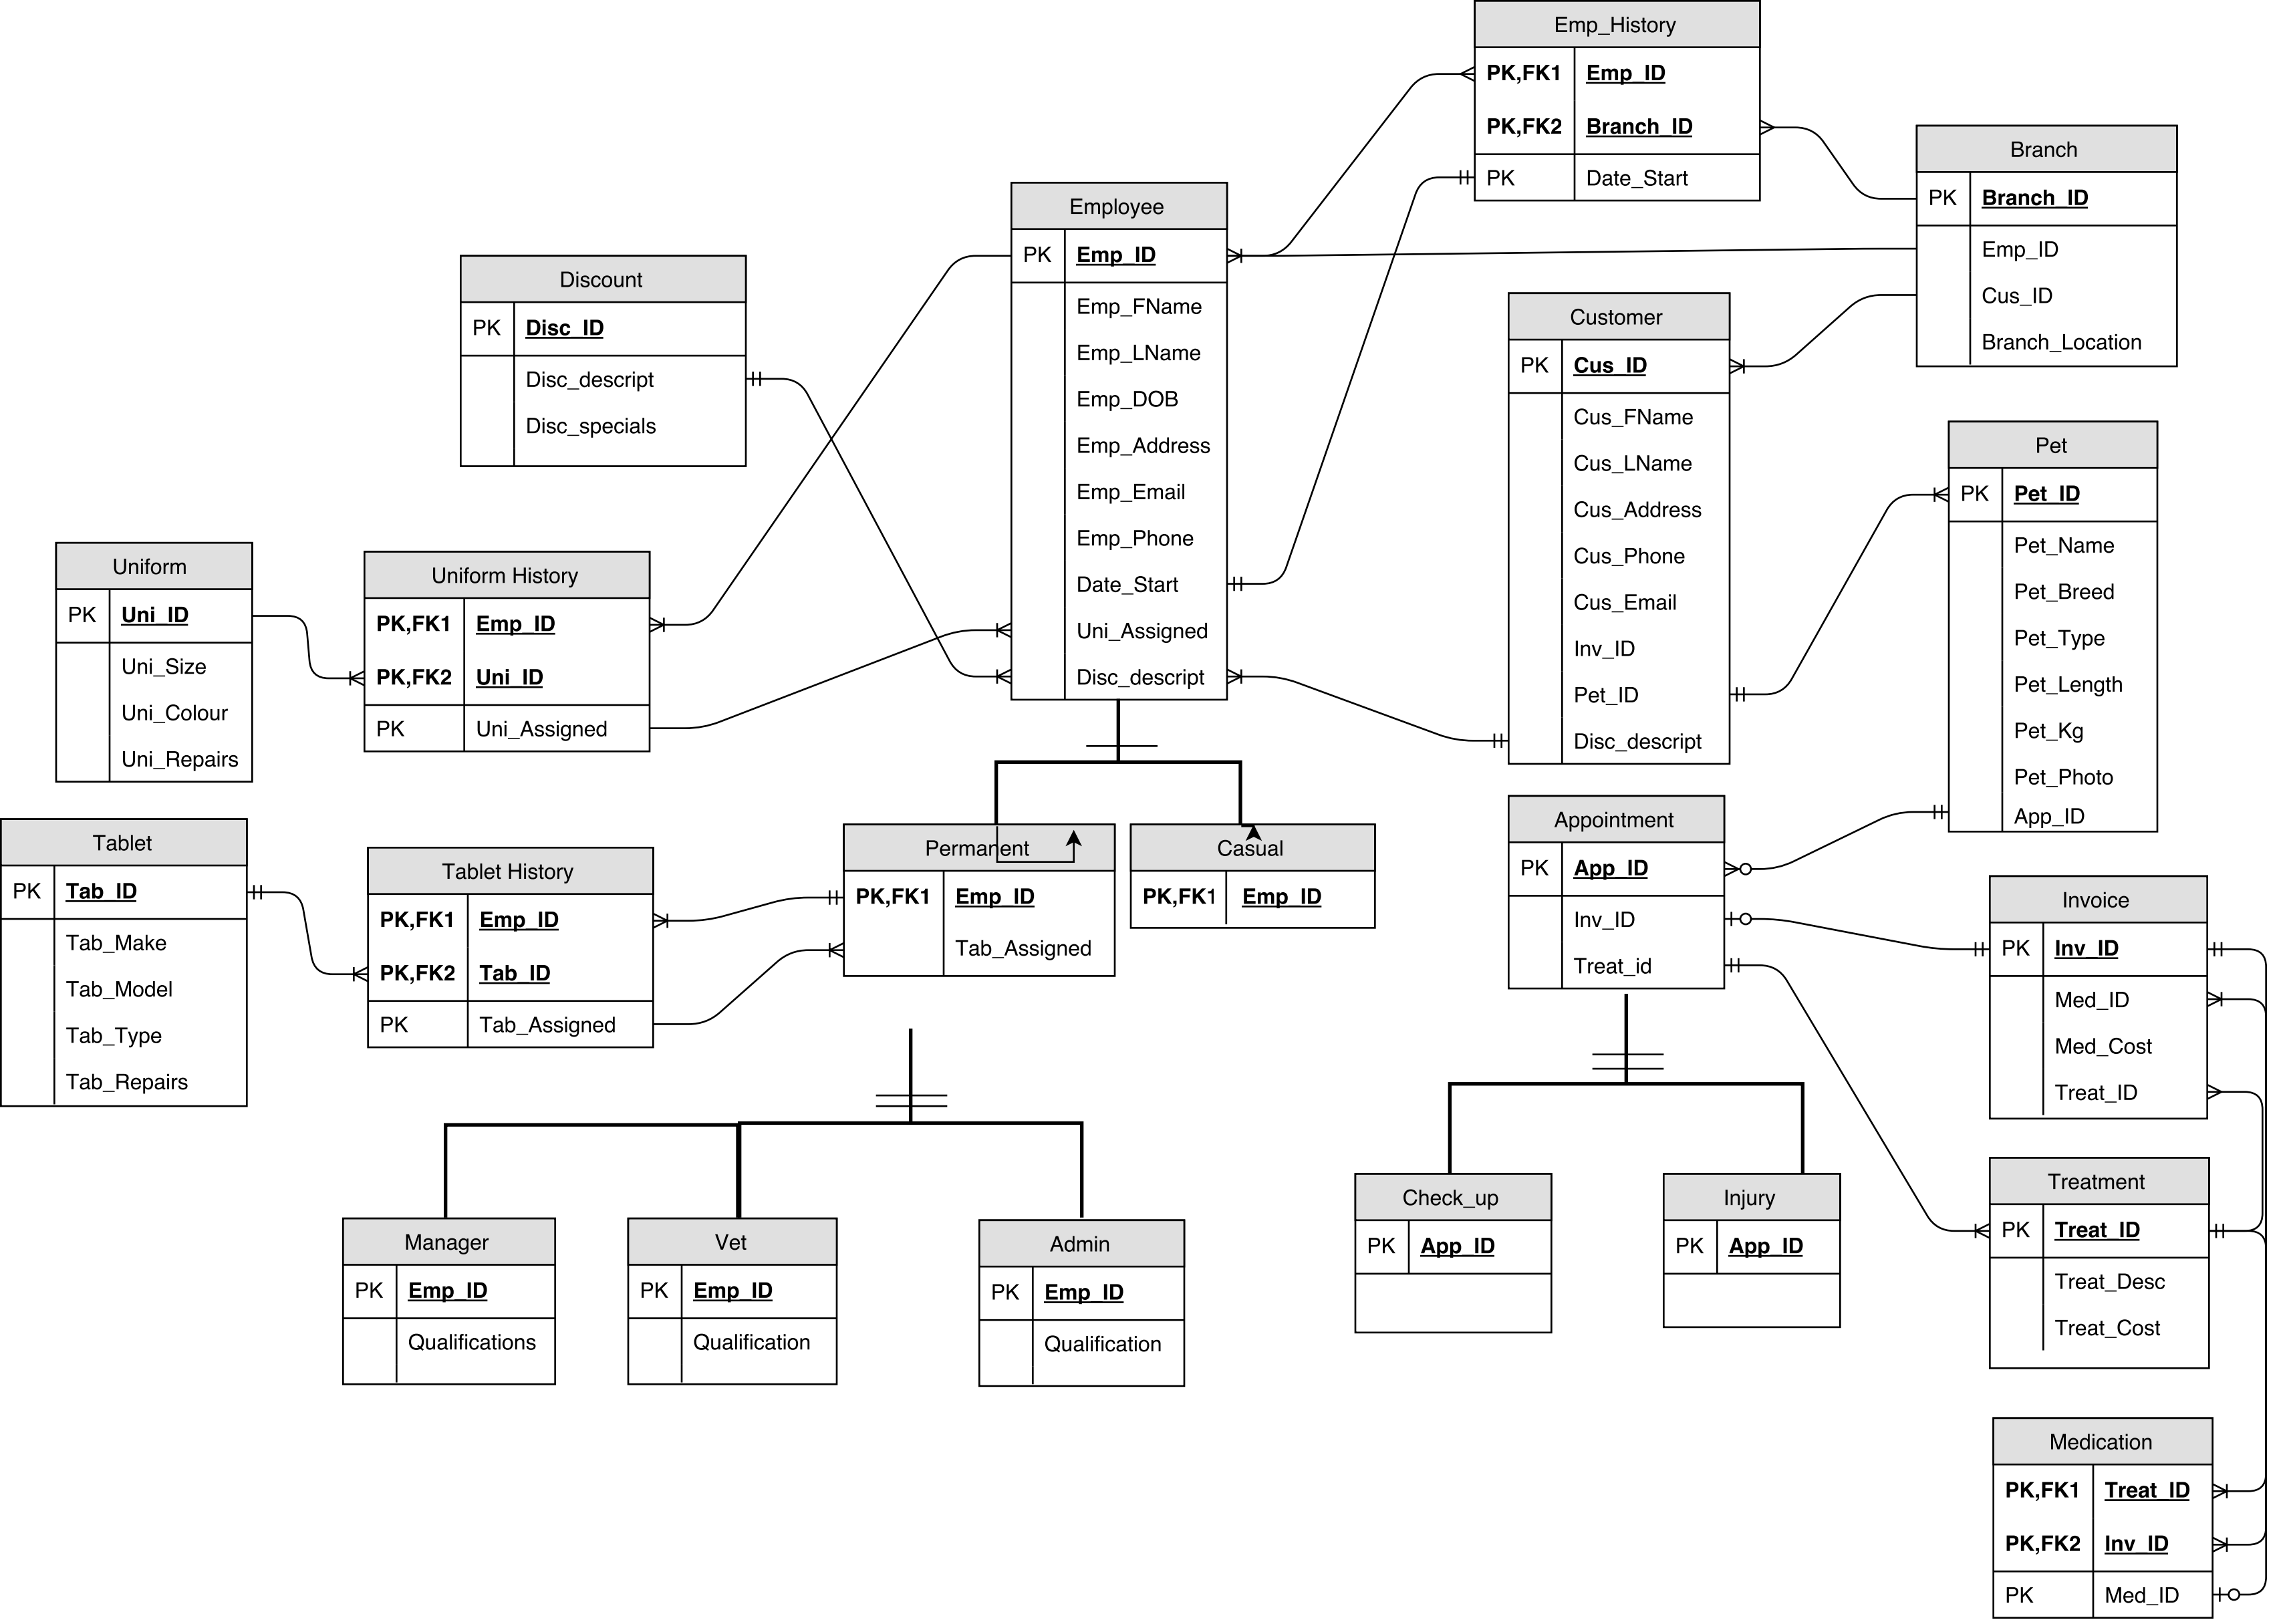 Emp_History
PK,FK1 Emp_ID
PK,FK2 Branch_ID
PK Date_Start
Branch
PK Branch_ID
Emp_ID
Cus_ID
Branch_Location
Employee
PK Emp_ID
Emp_FName
Emp_LName
Emp_DOB
Emp_Address
Emp_Email
Emp_Phone
Date_Start
Uni_Assigned
Disc_descript
Discount
PK Disc_ID
Disc_descript
Disc_specials
Customer
PK Cus_ID
Cus_FName
Cus_LName
Cus_Address
Cus_Phone
Cus_Email
Inv_ID
Pet_ID
Disc_descript
Pet
PK Pet_ID
Pet_Name
Pet_Breed
Pet_Type
Pet_Length
Pet_Kg
Pet_Photo
App_ID
Uniform
PK Uni_ID
Uni_Size
Uni_Colour
Uni_Repairs
Uniform History
PK,FK1 Emp_ID
PK,FK2 Uni_ID
PK Uni_Assigned
Tablet
PK Tab_ID
Tab_Make
Tab_Model
Tab_Type
Tab_Repairs
Tablet History
PK,FK1 Emp_ID
PK,FK2 Tab_ID
PK Tab_Assigned
Permanent
PK,FK1 Emp_ID
Tab_Assigned
Casual
PK,FK1 Emp_ID
Appointment
PK App_ID
Inv_ID
Treat_id
Invoice
PK Inv_ID
Med_ID
Med_Cost
Treat_ID
Manager
PK Emp_ID
Qualifications
Vet
PK Emp_ID
Qualification
Admin
PK Emp_ID
Qualification
Check_up
PK App_ID
Injury
PK App_ID
Treatment
PK Treat_ID
Treat_Desc
Treat_Cost
Medication
PK,FK1 Treat_ID
PK,FK2 Inv_ID
PK Med_ID